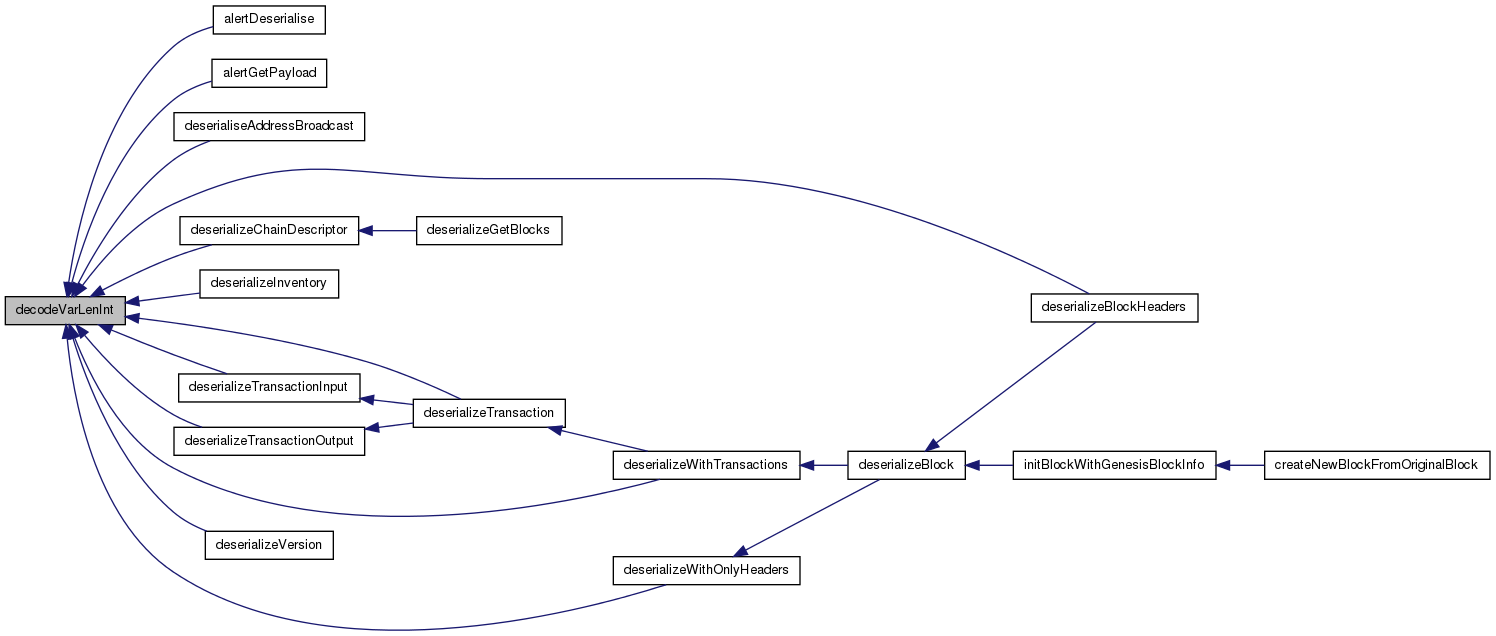 alertDeserialise
alertGetPayload
deserialiseAddressBroadcast
deserializeChainDescriptor
deserializeGetBlocks
deserializeInventory
decodeVarLenInt
deserializeBlockHeaders
deserializeTransactionInput
deserializeTransaction
deserializeTransactionOutput
deserializeWithTransactions
deserializeBlock
initBlockWithGenesisBlockInfo
createNewBlockFromOriginalBlock
deserializeVersion
deserializeWithOnlyHeaders